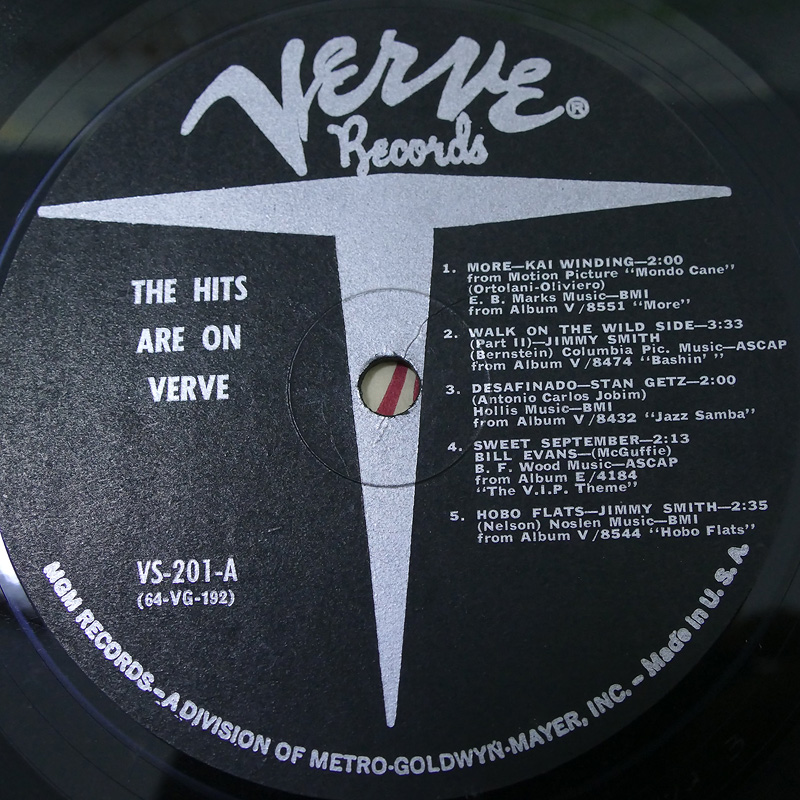 Verve®
Records
THE HITS
ARE ON
VERVE
1. MORE—KAI WINDING—2:00
from Motion Picture "Mondo Cane"
(Ortolani-Oliviero)
E. B. Marks Music—BMI
from Album V/8551 "More"
2. WALK ON THE WILD SIDE—3:33
(Part II)—JIMMY SMITH
(Bernstein) Columbia Pic. Music—ASCAP
from Album V/8474 "Bashin' "
3. DESAFINADO—STAN GETZ—2:00
(Antonio Carlos Jobim)
Hollis Music—BMI
from Album V/8432 "Jazz Samba"
4. SWEET SEPTEMBER—2:13
BILL EVANS—(McGuffie)
B. F. Wood Music—ASCAP
from Album E/4184
"The V.I.P. Theme"
5. HOBO FLATS—JIMMY SMITH—2:35
(Nelson) Noslen Music—BMI
from Album V/8544 "Hobo Flats"
VS-201-A
(64-VG-192)
MGM RECORDS—A DIVISION OF METRO-GOLDWYN-MAYER, INC. – Made in U. S. A.